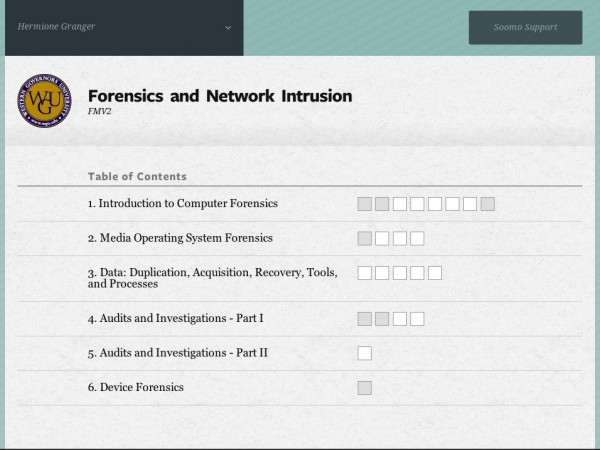 Hermione Granger
Soomo Support
WESTERN GOVERNORS UNIVERSITY
WGU
Forensics and Network Intrusion
FMV2
Table of Contents
1. Introduction to Computer Forensics
2. Media Operating System Forensics
3. Data: Duplication, Acquisition, Recovery, Tools,
and Processes
4. Audits and Investigations - Part I
5. Audits and Investigations - Part II
6. Device Forensics